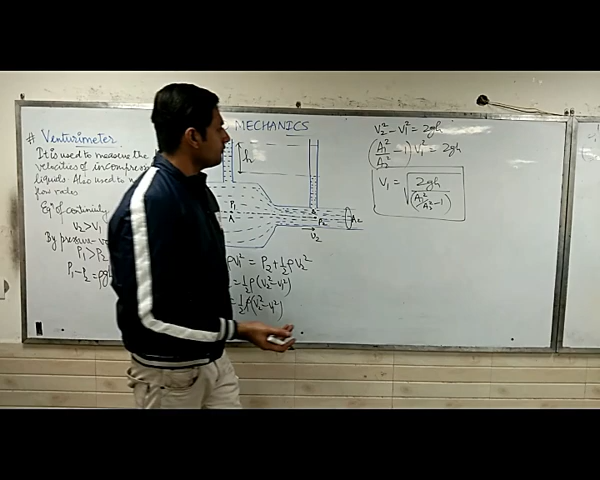 MECHANICS
# Venturimeter
It is used to measure the
velocities of incompress
liquids. Also used to m
flow rates
Eqⁿ of continuity
V₂>V₁
By pressure-ve
P₁>P₂
P₁-P₂=ρg
h
P₁
A₁
A₂
P₂
V₂
ρV₁² = P₂+½ρV₂²
= ½ρ(V₂²-V₁²)
= ½ρ(V₂²-V₁²)
V₂²-V₁² = 2gh
(A₁²/A₂² -1)V₁² = 2gh
V₁ = √(2gh/(A₁²/A₂² -1))